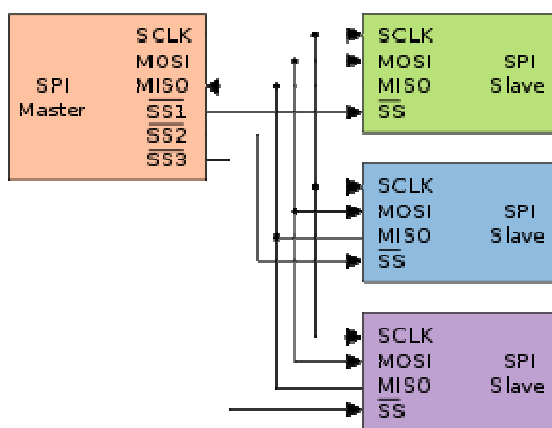 SPI Master
SCLK
MOSI
MISO
SS1
SS2
SS3
SCLK
MOSI
MISO
SS
SPI Slave
SCLK
MOSI
MISO
SS
SPI Slave
SCLK
MOSI
MISO
SS
SPI Slave